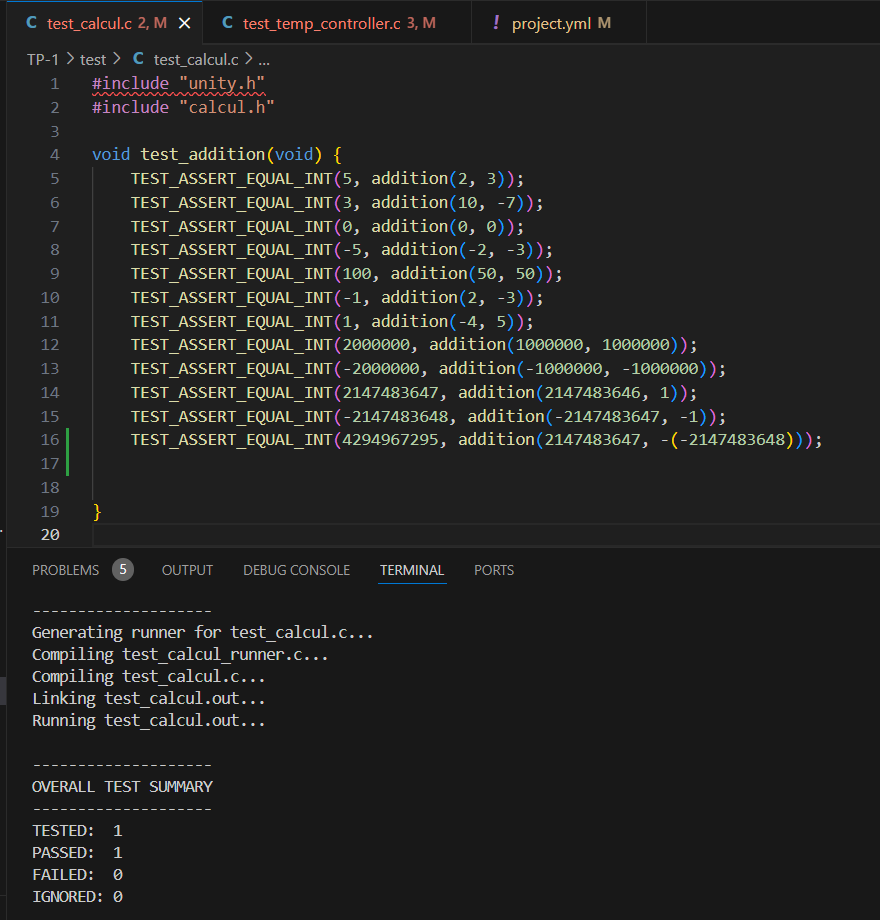 C test_calcul.c 2, M × C test_temp_controller.c 3, M ! project.yml M
TP-1 > test > C test_calcul.c > ...
1 #include "unity.h"
2 #include "calcul.h"
3
4 void test_addition(void) {
5 TEST_ASSERT_EQUAL_INT(5, addition(2, 3));
6 TEST_ASSERT_EQUAL_INT(3, addition(10, -7));
7 TEST_ASSERT_EQUAL_INT(0, addition(0, 0));
8 TEST_ASSERT_EQUAL_INT(-5, addition(-2, -3));
9 TEST_ASSERT_EQUAL_INT(100, addition(50, 50));
10 TEST_ASSERT_EQUAL_INT(-1, addition(2, -3));
11 TEST_ASSERT_EQUAL_INT(1, addition(-4, 5));
12 TEST_ASSERT_EQUAL_INT(2000000, addition(1000000, 1000000));
13 TEST_ASSERT_EQUAL_INT(-2000000, addition(-1000000, -1000000));
14 TEST_ASSERT_EQUAL_INT(2147483647, addition(2147483646, 1));
15 TEST_ASSERT_EQUAL_INT(-2147483648, addition(-2147483647, -1));
16 TEST_ASSERT_EQUAL_INT(4294967295, addition(2147483647, -(-2147483648)));
17
18
19 }
20
PROBLEMS 5 OUTPUT DEBUG CONSOLE TERMINAL PORTS
--------------------
Generating runner for test_calcul.c...
Compiling test_calcul_runner.c...
Compiling test_calcul.c...
Linking test_calcul.out...
Running test_calcul.out...
--------------------
OVERALL TEST SUMMARY
--------------------
TESTED: 1
PASSED: 1
FAILED: 0
IGNORED: 0